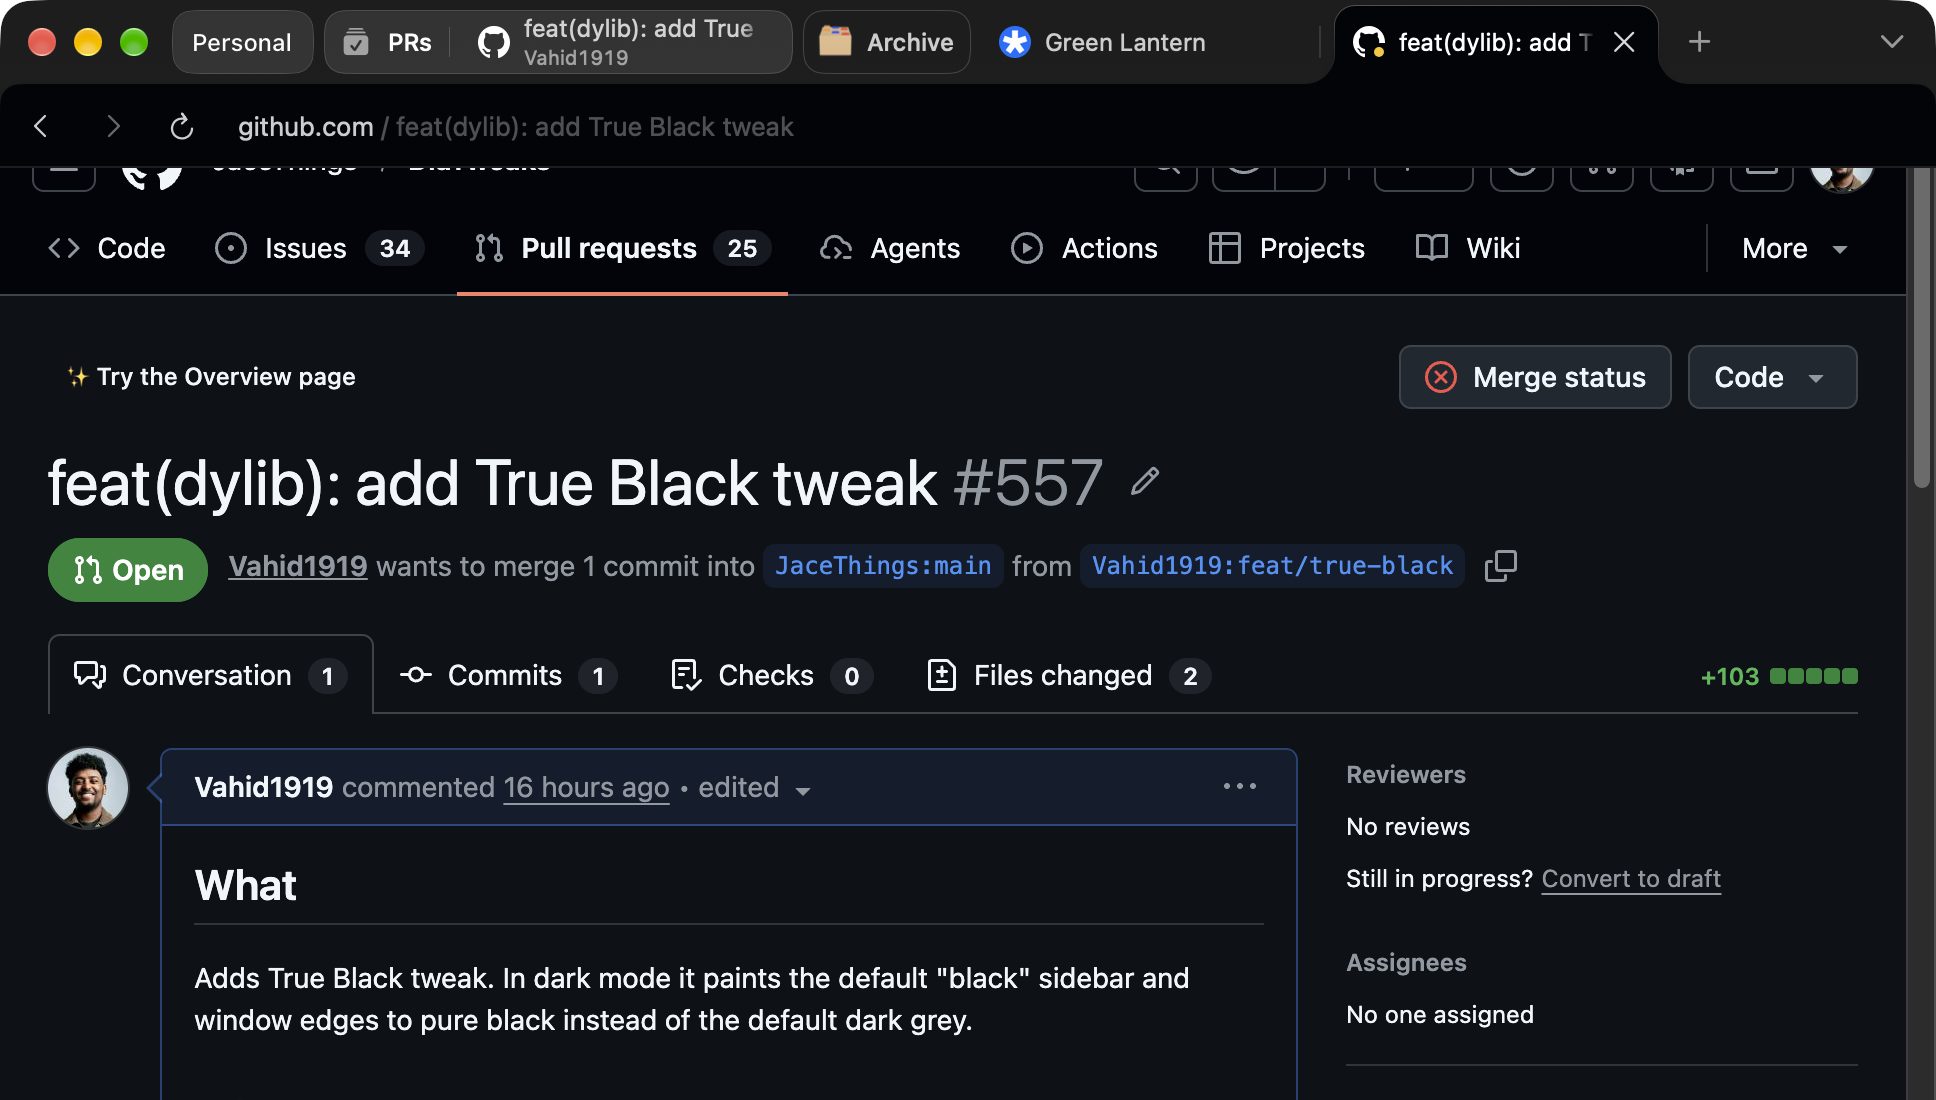 Personal
PRs
feat(dylib): add True
Vahid1919
Archive
Green Lantern
feat(dylib): add T
github.com / feat(dylib): add True Black tweak
JaceThings / DiaTweaks
Code
Issues 34
Pull requests 25
Agents
Actions
Projects
Wiki
More
✨ Try the Overview page
Merge status
Code
feat(dylib): add True Black tweak #557
Open
Vahid1919 wants to merge 1 commit into JaceThings:main from Vahid1919:feat/true-black
Conversation 1
Commits 1
Checks 0
Files changed 2
+103
Vahid1919 commented 16 hours ago • edited
What
Adds True Black tweak. In dark mode it paints the default "black" sidebar and
window edges to pure black instead of the default dark grey.
Reviewers
No reviews
Still in progress? Convert to draft
Assignees
No one assigned